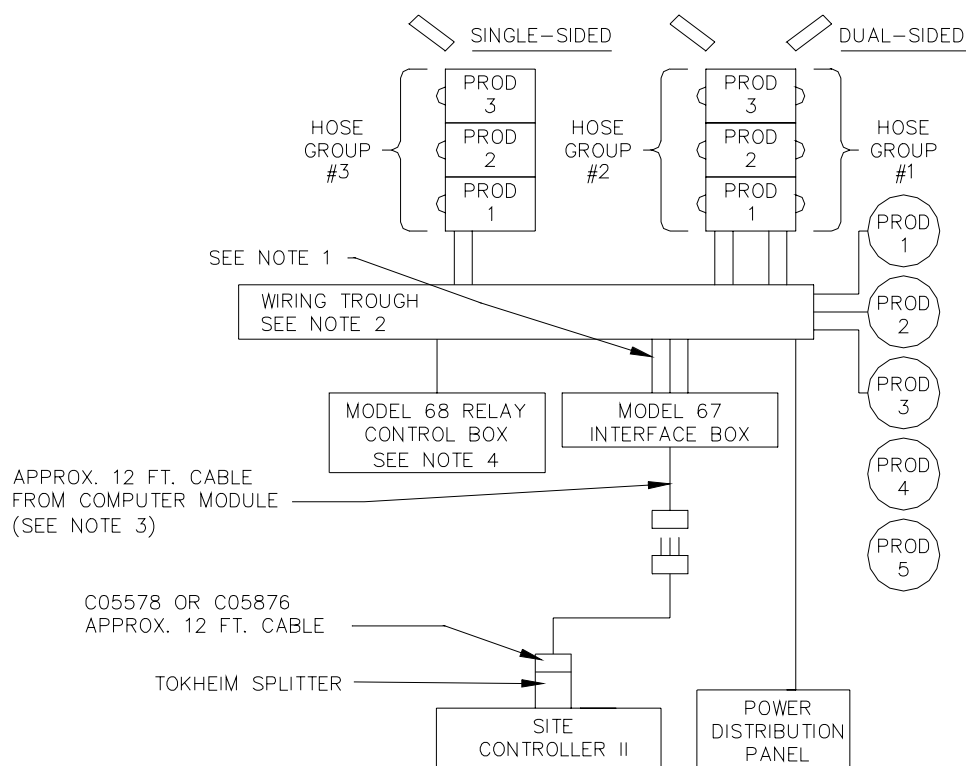 SINGLE-SIDED
DUAL-SIDED
PROD
3
PROD
2
PROD
1
HOSE
GROUP
#3
PROD
3
PROD
2
PROD
1
HOSE
GROUP
#2
HOSE
GROUP
#1
SEE NOTE 1
WIRING TROUGH
SEE NOTE 2
PROD
1
PROD
2
PROD
3
PROD
4
PROD
5
MODEL 68 RELAY
CONTROL BOX
SEE NOTE 4
MODEL 67
INTERFACE BOX
APPROX. 12 FT. CABLE
FROM COMPUTER MODULE
(SEE NOTE 3)
C05578 OR C05876
APPROX. 12 FT. CABLE
TOKHEIM SPLITTER
SITE
CONTROLLER II
POWER
DISTRIBUTION
PANEL